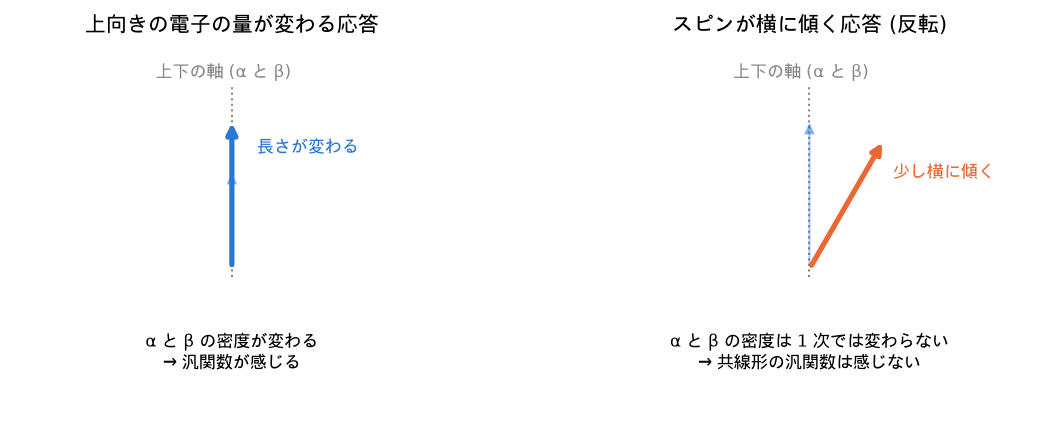 上向きの電子の量が変わる応答
上下の軸 (α と β)
長さが変わる
α と β の密度が変わる
→ 汎関数が感じる
スピンが横に傾く応答 (反転)
上下の軸 (α と β)
少し横に傾く
α と β の密度は 1 次では変わらない
→ 共線形の汎関数は感じない